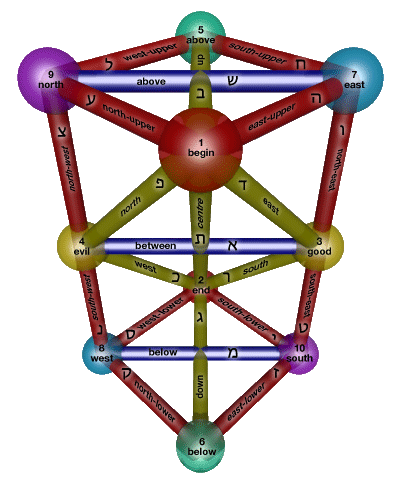 5
above
ל
west-upper
south-upper
ח
up
9
north
above
ש
7
east
ב
ע
north-upper
east-upper
ה
1
begin
צ
north-west
ו
north-east
פ
north
centre
ד
east
4
evil
between
ת
א
3
good
west
כ
ר
south
2
end
south-west
נ
ס
west-lower
south-lower
י
south-east
ט
ג
8
west
below
מ
10
south
ק
north-lower
down
east-lower
ז
6
below